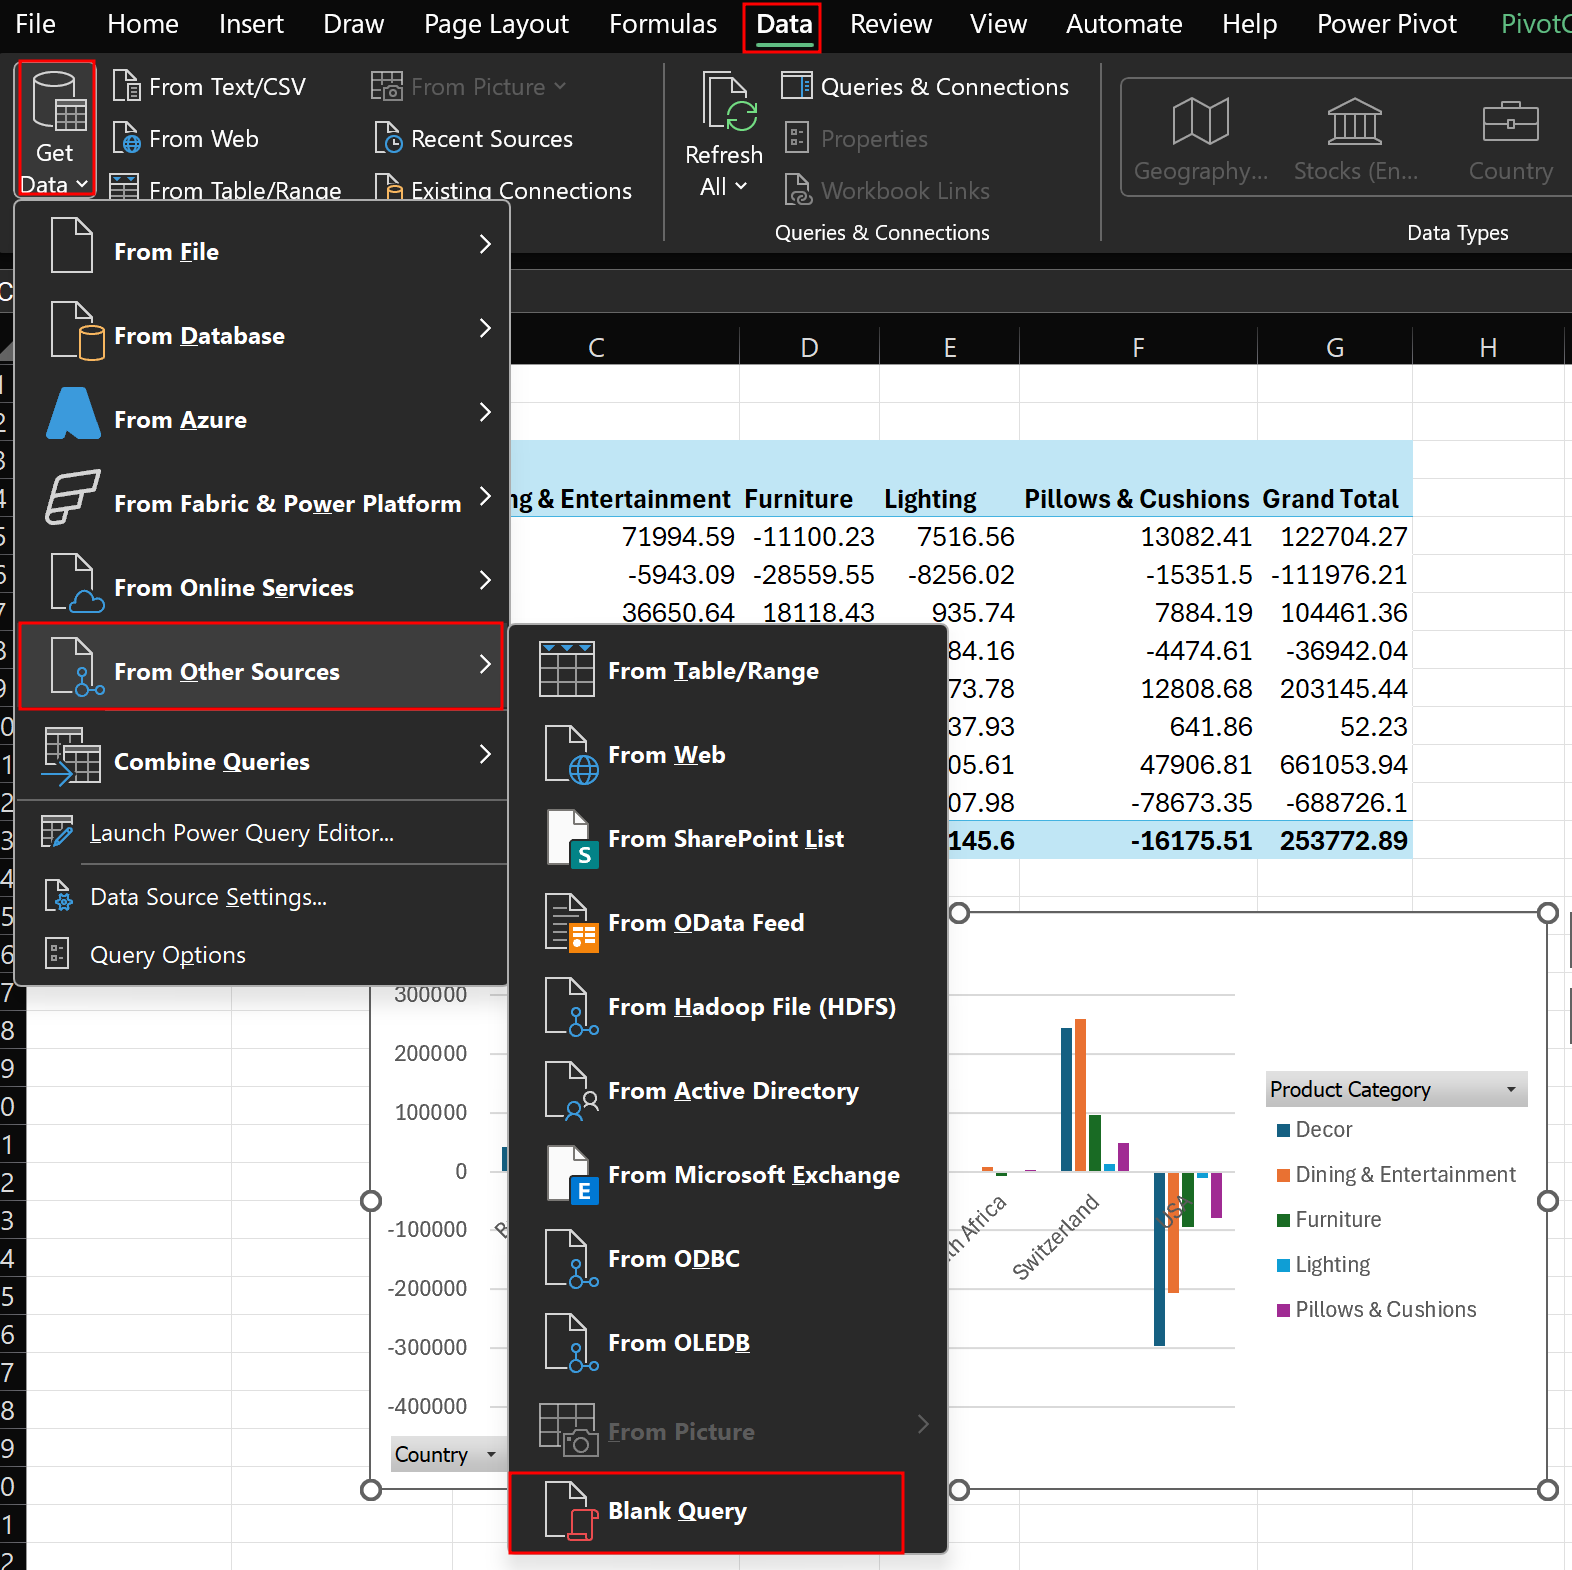 File Home Insert Draw Page Layout Formulas Data Review View Automate Help Power Pivot
Get Data
From Text/CSV
From Web
From Table/Range
From Picture
Recent Sources
Existing Connections
Refresh All
Queries & Connections
Properties
Workbook Links
Queries & Connections
Geography...
Stocks (En...
Country
Data Types
From File
From Database
From Azure
From Fabric & Power Platform
From Online Services
From Other Sources
Combine Queries
Launch Power Query Editor...
Data Source Settings...
Query Options
From Table/Range
From Web
From SharePoint List
From OData Feed
From Hadoop File (HDFS)
From Active Directory
From Microsoft Exchange
From ODBC
From OLEDB
From Picture
Blank Query
C D E F G H
& Entertainment Furniture Lighting Pillows & Cushions Grand Total
71994.59 -11100.23 7516.56 13082.41 122704.27
-5943.09 -28559.55 -8256.02 -15351.5 -111976.21
36650.64 18118.43 935.74 7884.19 104461.36
84.16 -4474.61 -36942.04
73.78 12808.68 203145.44
37.93 641.86 52.23
05.61 47906.81 661053.94
07.98 -78673.35 -688726.1
145.6 -16175.51 253772.89
300000
200000
100000
0
-100000
-200000
-300000
-400000
th Africa
Switzerland
USA
Country
Product Category
Decor
Dining & Entertainment
Furniture
Lighting
Pillows & Cushions